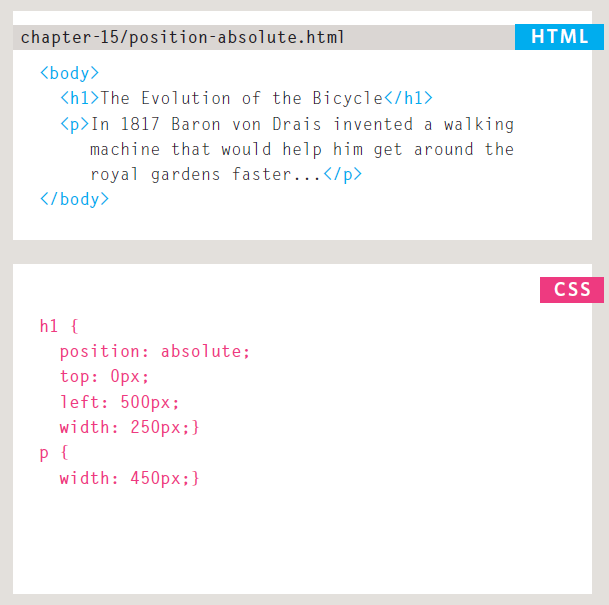 chapter-15/position-absolute.html HTML
<body>
<h1>The Evolution of the Bicycle</h1>
<p>In 1817 Baron von Drais invented a walking
machine that would help him get around the
royal gardens faster...</p>
</body>
CSS
h1 {
position: absolute;
top: 0px;
left: 500px;
width: 250px;}
p {
width: 450px;}